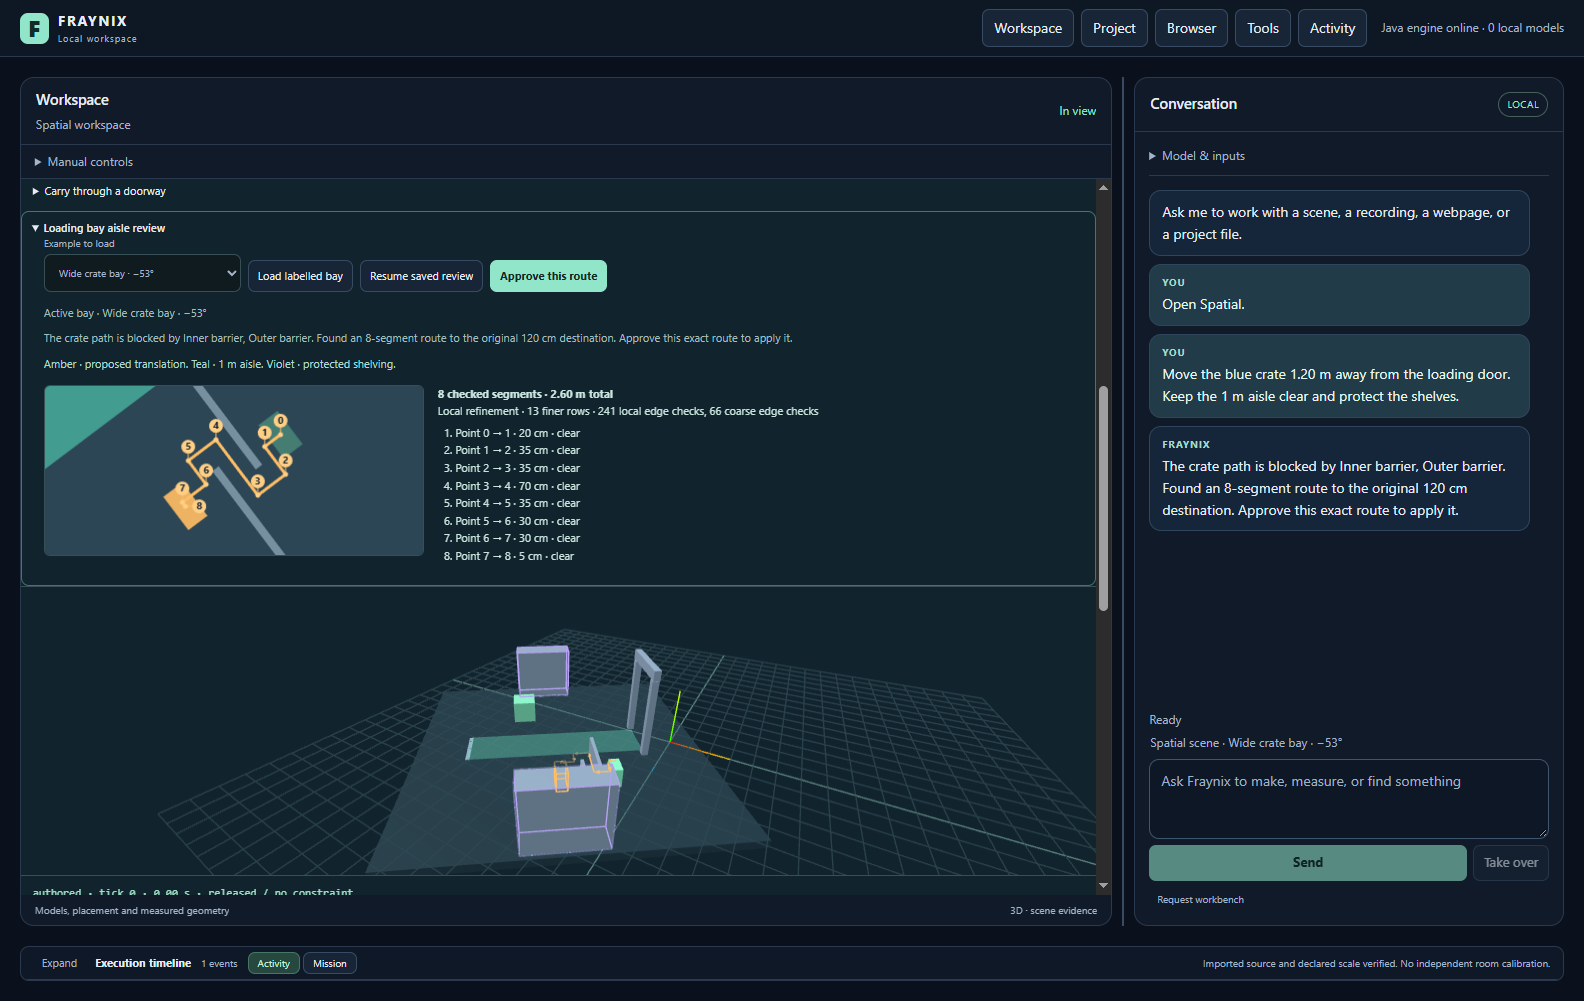 F
FRAYNIX
Local workspace
Workspace
Project
Browser
Tools
Activity
Java engine online · 0 local models
Workspace
Spatial workspace
In view
Manual controls
Carry through a doorway
Loading bay aisle review
Example to load
Wide crate bay · −53°
Load labelled bay
Resume saved review
Approve this route
Active bay · Wide crate bay · −53°
The crate path is blocked by Inner barrier, Outer barrier. Found an 8-segment route to the original 120 cm destination. Approve this exact route to apply it.
Amber · proposed translation. Teal · 1 m aisle. Violet · protected shelving.
0
1
2
3
4
5
6
7
8
8 checked segments · 2.60 m total
Local refinement · 13 finer rows · 241 local edge checks, 66 coarse edge checks
1. Point 0 → 1 · 20 cm · clear
2. Point 1 → 2 · 35 cm · clear
3. Point 2 → 3 · 35 cm · clear
4. Point 3 → 4 · 70 cm · clear
5. Point 4 → 5 · 35 cm · clear
6. Point 5 → 6 · 30 cm · clear
7. Point 6 → 7 · 30 cm · clear
8. Point 7 → 8 · 5 cm · clear
authored · tick 0 · 0.00 s · released / no constraint
Models, placement and measured geometry
3D · scene evidence
Conversation
LOCAL
Model & inputs
Ask me to work with a scene, a recording, a webpage, or
a project file.
YOU
Open Spatial.
YOU
Move the blue crate 1.20 m away from the loading door.
Keep the 1 m aisle clear and protect the shelves.
FRAYNIX
The crate path is blocked by Inner barrier, Outer barrier.
Found an 8-segment route to the original 120 cm
destination. Approve this exact route to apply it.
Ready
Spatial scene · Wide crate bay · −53°
Ask Fraynix to make, measure, or find something
Send
Take over
Request workbench
Expand
Execution timeline
1 events
Activity
Mission
Imported source and declared scale verified. No independent room calibration.